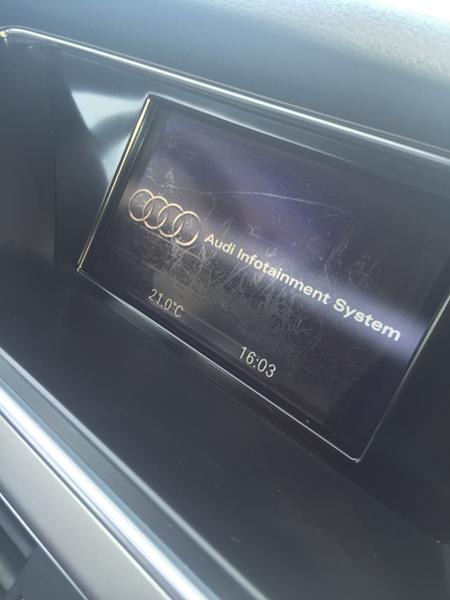 Audi Infotainment System
21.0°C
16:03